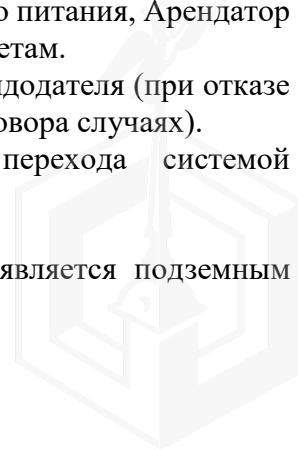 о питания, Арендатор
етам.
ндодателя (при отказе
овора случаях).
перехода системой
является подземным